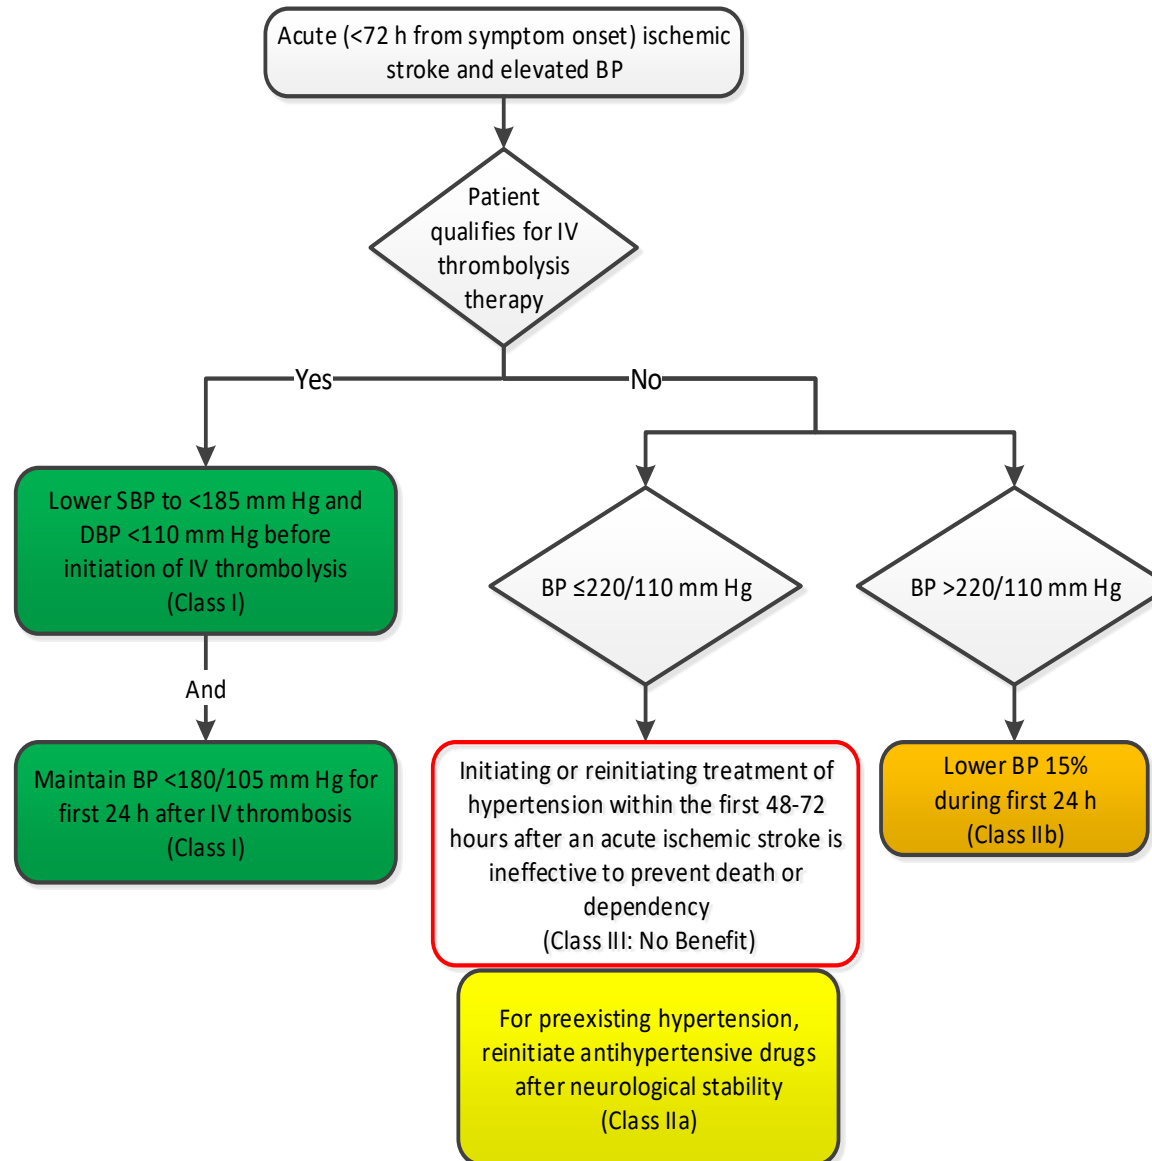 Acute (<72 h from symptom onset) ischemic
stroke and elevated BP
Patient
qualifies for IV
thrombolysis
therapy
Yes
No
Lower SBP to <185 mm Hg and
DBP <110 mm Hg before
initiation of IV thrombolysis
(Class I)
And
Maintain BP <180/105 mm Hg for
first 24 h after IV thrombosis
(Class I)
BP ≤220/110 mm Hg
BP >220/110 mm Hg
Initiating or reinitiating treatment of
hypertension within the first 48-72
hours after an acute ischemic stroke is
ineffective to prevent death or
dependency
(Class III: No Benefit)
Lower BP 15%
during first 24 h
(Class IIb)
For preexisting hypertension,
reinitiate antihypertensive drugs
after neurological stability
(Class IIa)